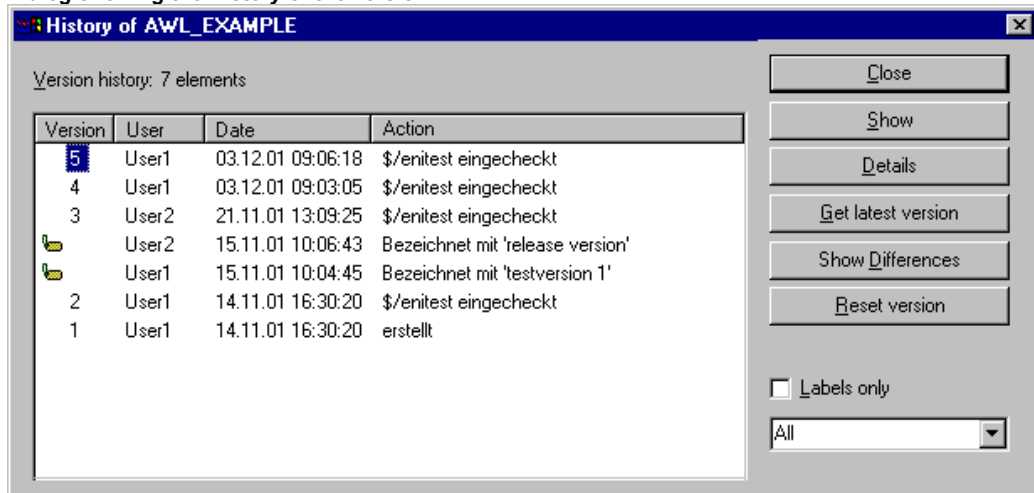 History of AWL_EXAMPLE
Version history: 7 elements
Version User Date Action
5 User1 03.12.01 09:06:18 $/enitest eingecheckt
4 User1 03.12.01 09:03:05 $/enitest eingecheckt
3 User2 21.11.01 13:09:25 $/enitest eingecheckt
User2 15.11.01 10:06:43 Bezeichnet mit 'release version'
User1 15.11.01 10:04:45 Bezeichnet mit 'testversion 1'
2 User1 14.11.01 16:30:20 $/enitest eingecheckt
1 User1 14.11.01 16:30:20 erstellt
Close
Show
Details
Get latest version
Show Differences
Reset version
Labels only
All